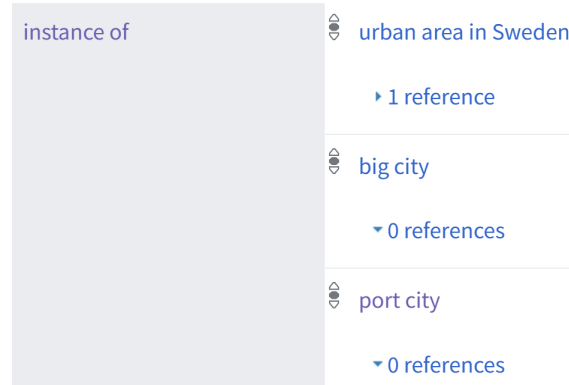 instance of
urban area in Sweden
1 reference
big city
0 references
port city
0 references